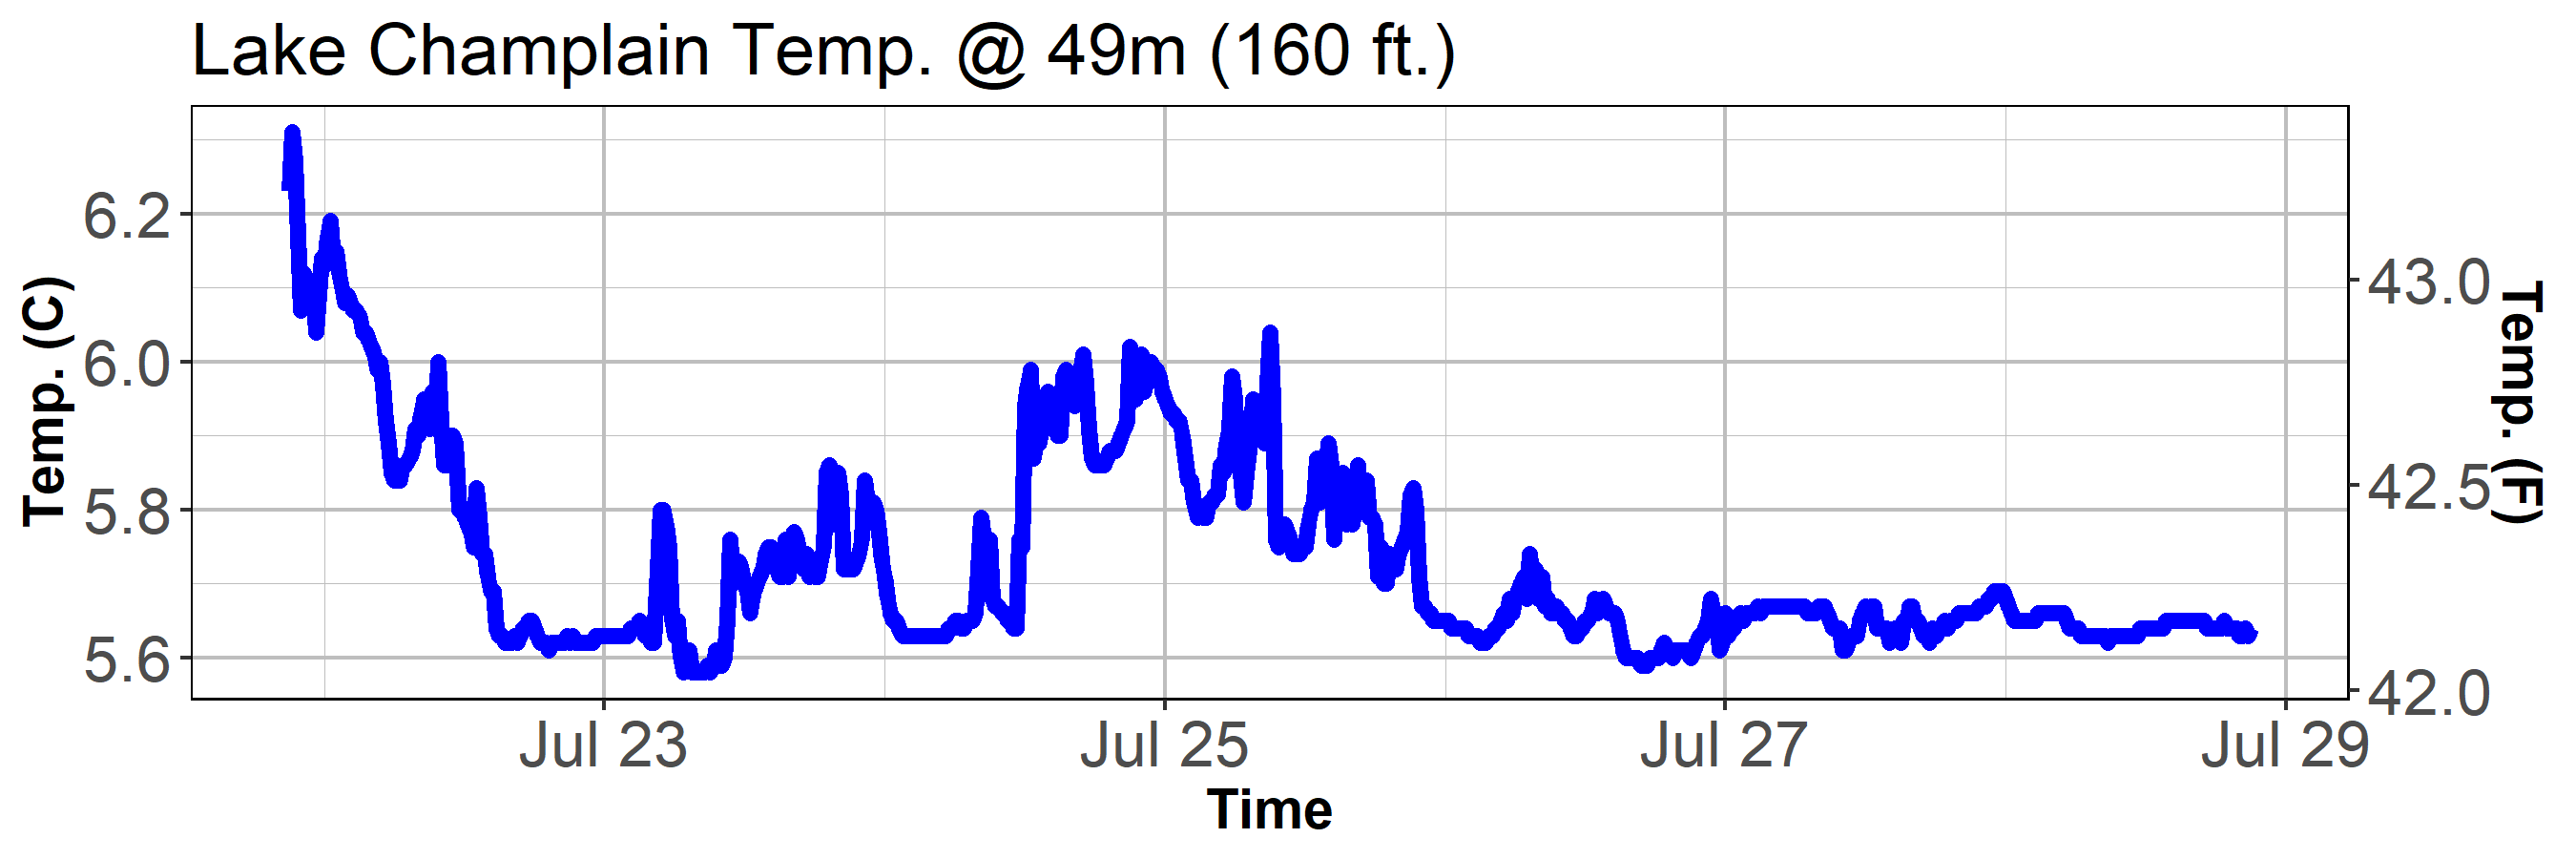 Lake Champlain Temp. @ 49m (160 ft.)
Temp. (C)
6.2
6.0
5.8
5.6
43.0
42.5
42.0
Temp. (F)
Jul 23 Jul 25 Jul 27 Jul 29
Time